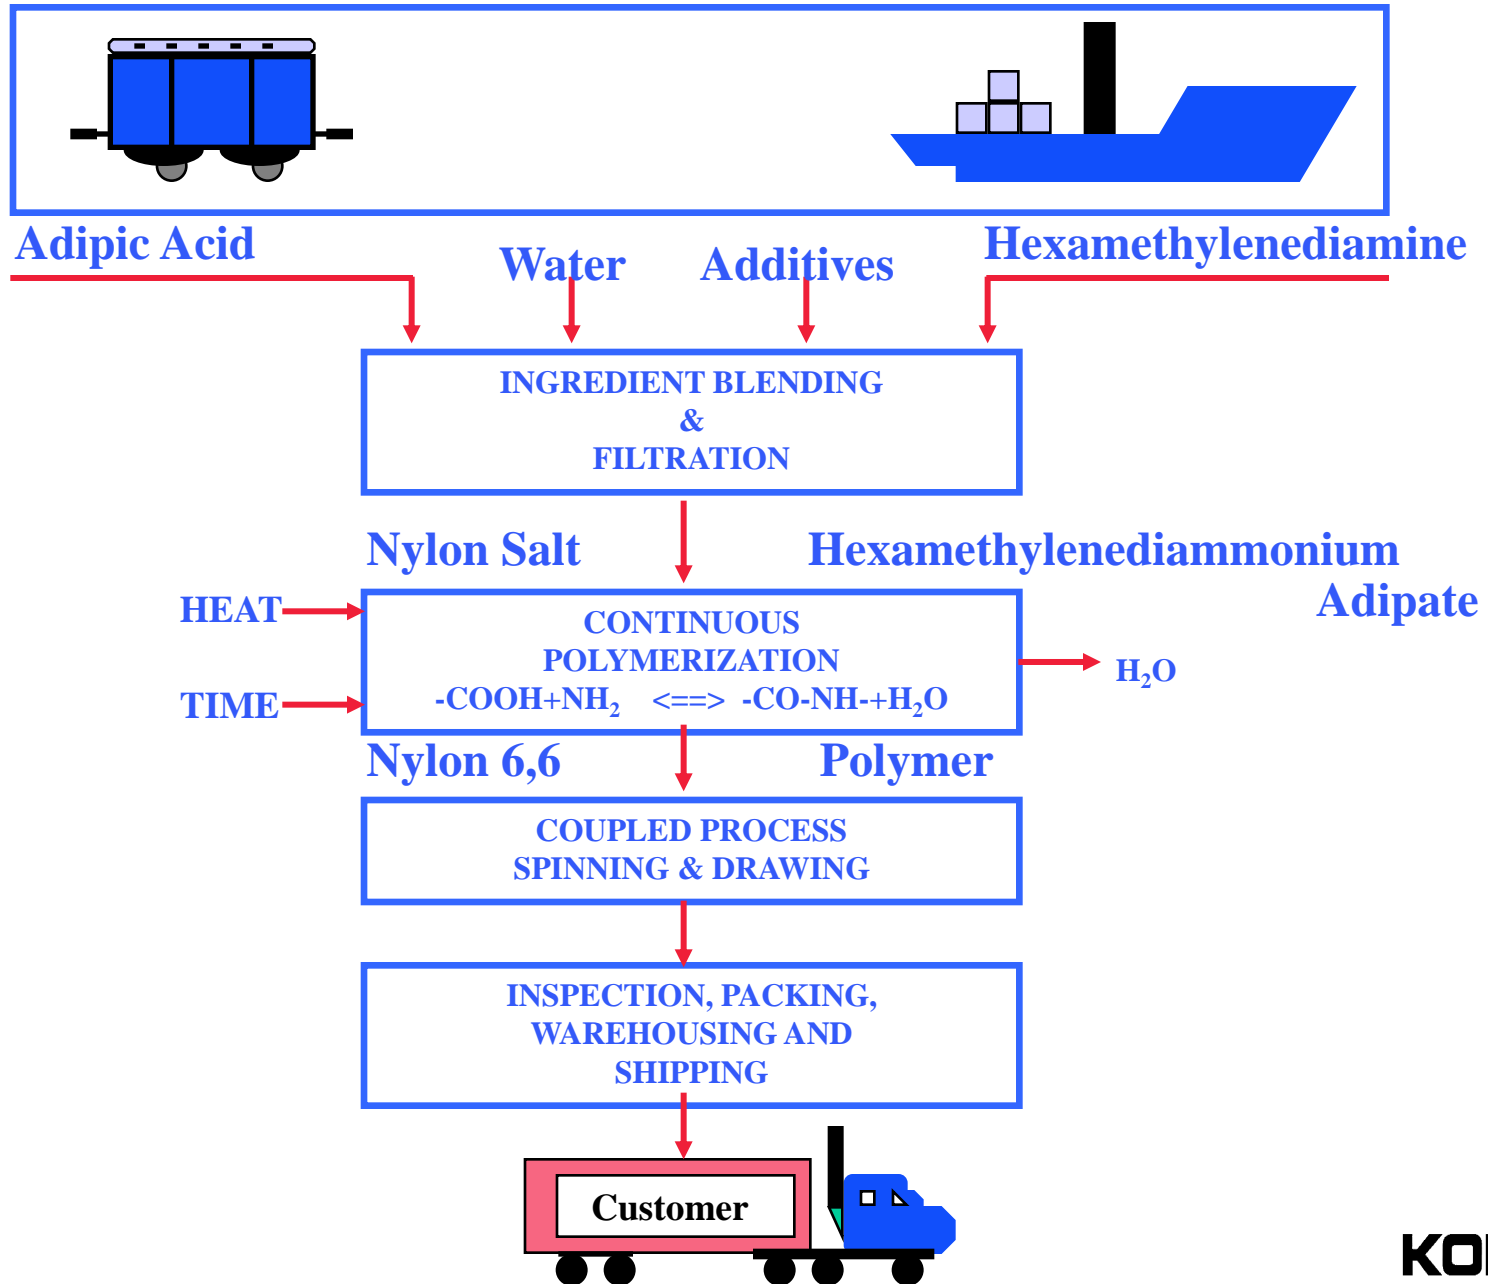 Adipic Acid
Water
Additives
Hexamethylenediamine
INGREDIENT BLENDING
&
FILTRATION
Nylon Salt
Hexamethylenediammonium
Adipate
HEAT
CONTINUOUS
POLYMERIZATION
-COOH+NH₂ <==> -CO-NH-+H₂O
TIME
H₂O
Nylon 6,6
Polymer
COUPLED PROCESS
SPINNING & DRAWING
INSPECTION, PACKING,
WAREHOUSING AND
SHIPPING
Customer